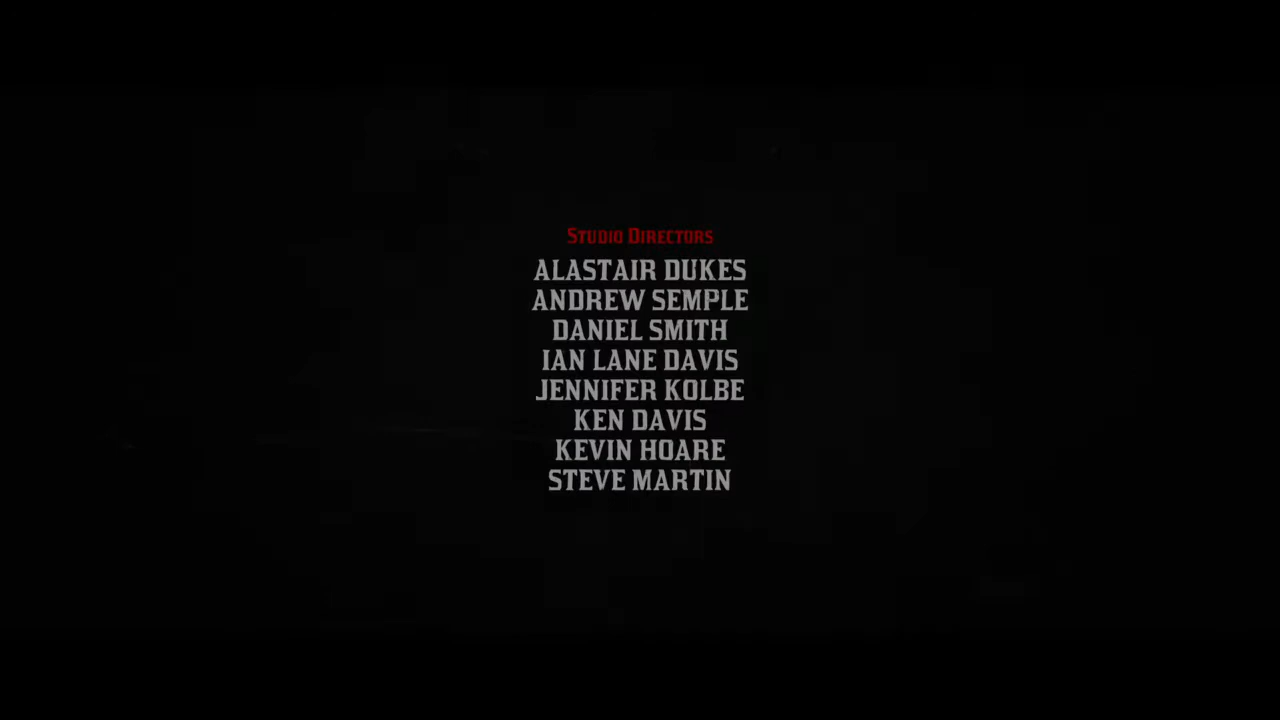 Studio Directors
ALASTAIR DUKES
ANDREW SEMPLE
DANIEL SMITH
IAN LANE DAVIS
JENNIFER KOLBE
KEN DAVIS
KEVIN HOARE
STEVE MARTIN